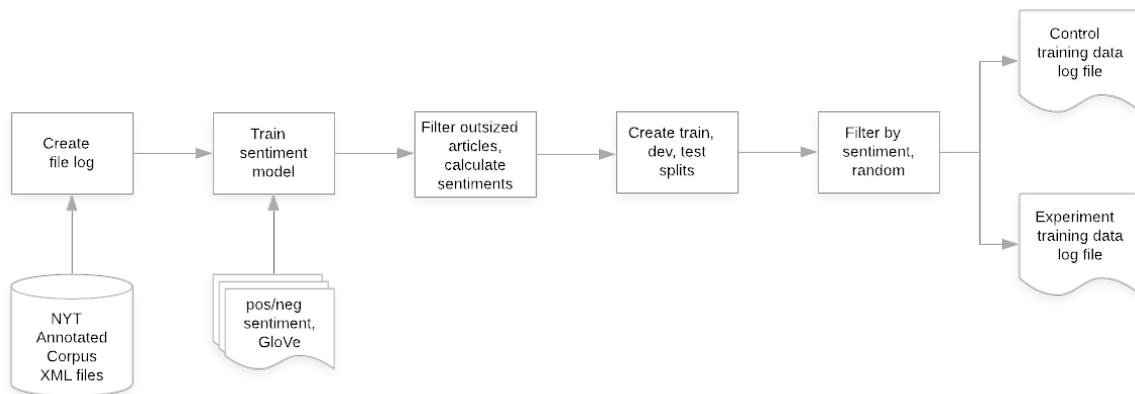 Control
training data
log file
Create
file log
Train
sentiment
model
Filter outsized
articles,
calculate
sentiments
Create train,
dev, test
splits
Filter by
sentiment,
random
Experiment
training data
log file
NYT
Annotated
Corpus
XML files
pos/neg
sentiment,
GloVe